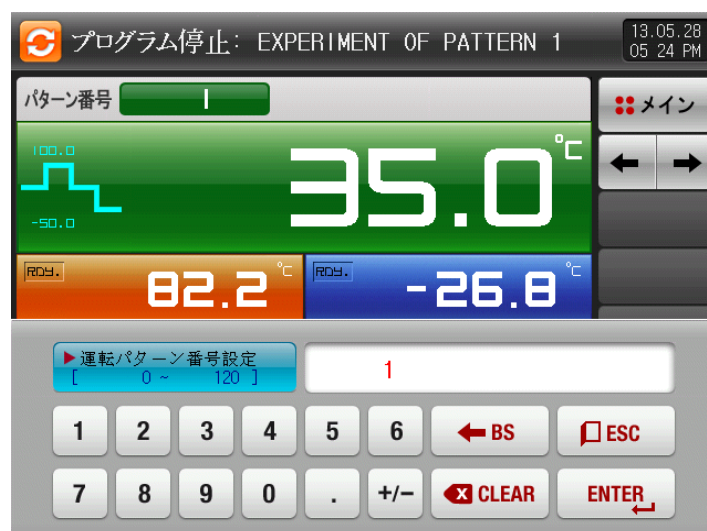 プログラム停止: EXPERIMENT OF PATTERN 1
13.05.28
05 24 PM
パターン番号 1
メイン
100.0
-50.0
35.0 ℃
RDY. 82.2 ℃
RDY. -26.8 ℃
▶運転パターン番号設定
[ 0 ~ 120 ]
1
1 2 3 4 5 6 BS ESC
7 8 9 0 . +/- CLEAR ENTER